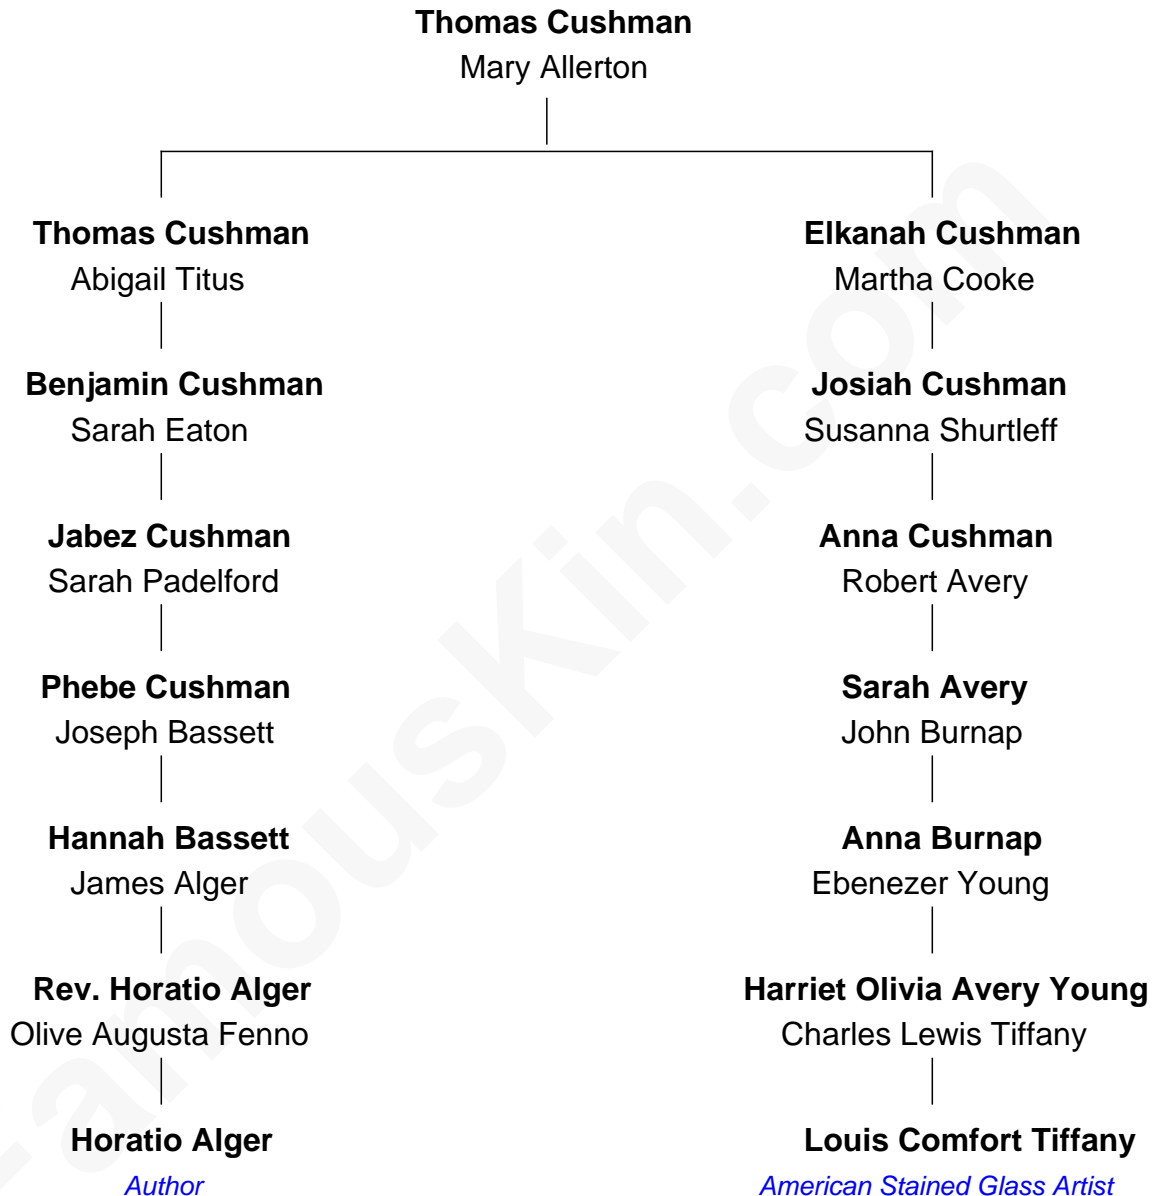 Thomas Cushman
Mary Allerton
Thomas Cushman
Abigail Titus
Elkanah Cushman
Martha Cooke
Benjamin Cushman
Sarah Eaton
Josiah Cushman
Susanna Shurtleff
Jabez Cushman
Sarah Padelford
Anna Cushman
Robert Avery
Phebe Cushman
Joseph Bassett
Sarah Avery
John Burnap
Hannah Bassett
James Alger
Anna Burnap
Ebenezer Young
Rev. Horatio Alger
Olive Augusta Fenno
Harriet Olivia Avery Young
Charles Lewis Tiffany
Horatio Alger
Author
Louis Comfort Tiffany
American Stained Glass Artist
FamousKin.com